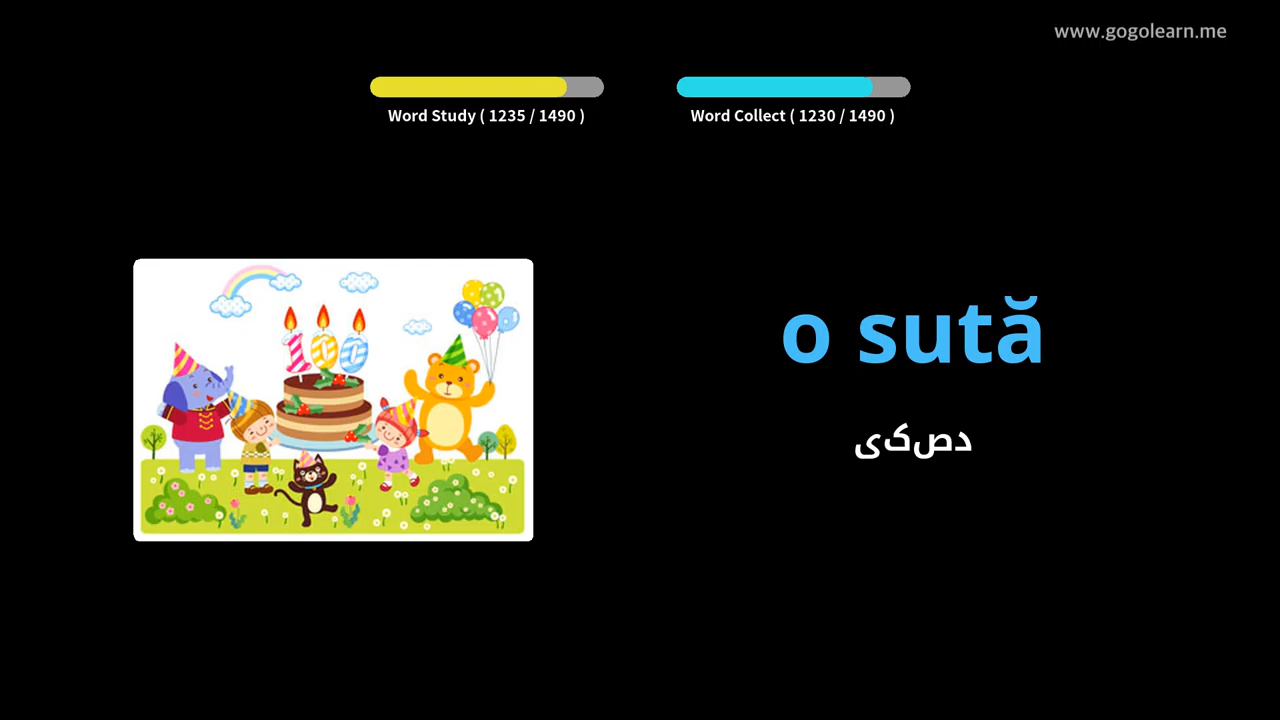 www.gogolearn.me
Word Study ( 1235 / 1490 )
Word Collect ( 1230 / 1490 )
100
o sută
دصکی